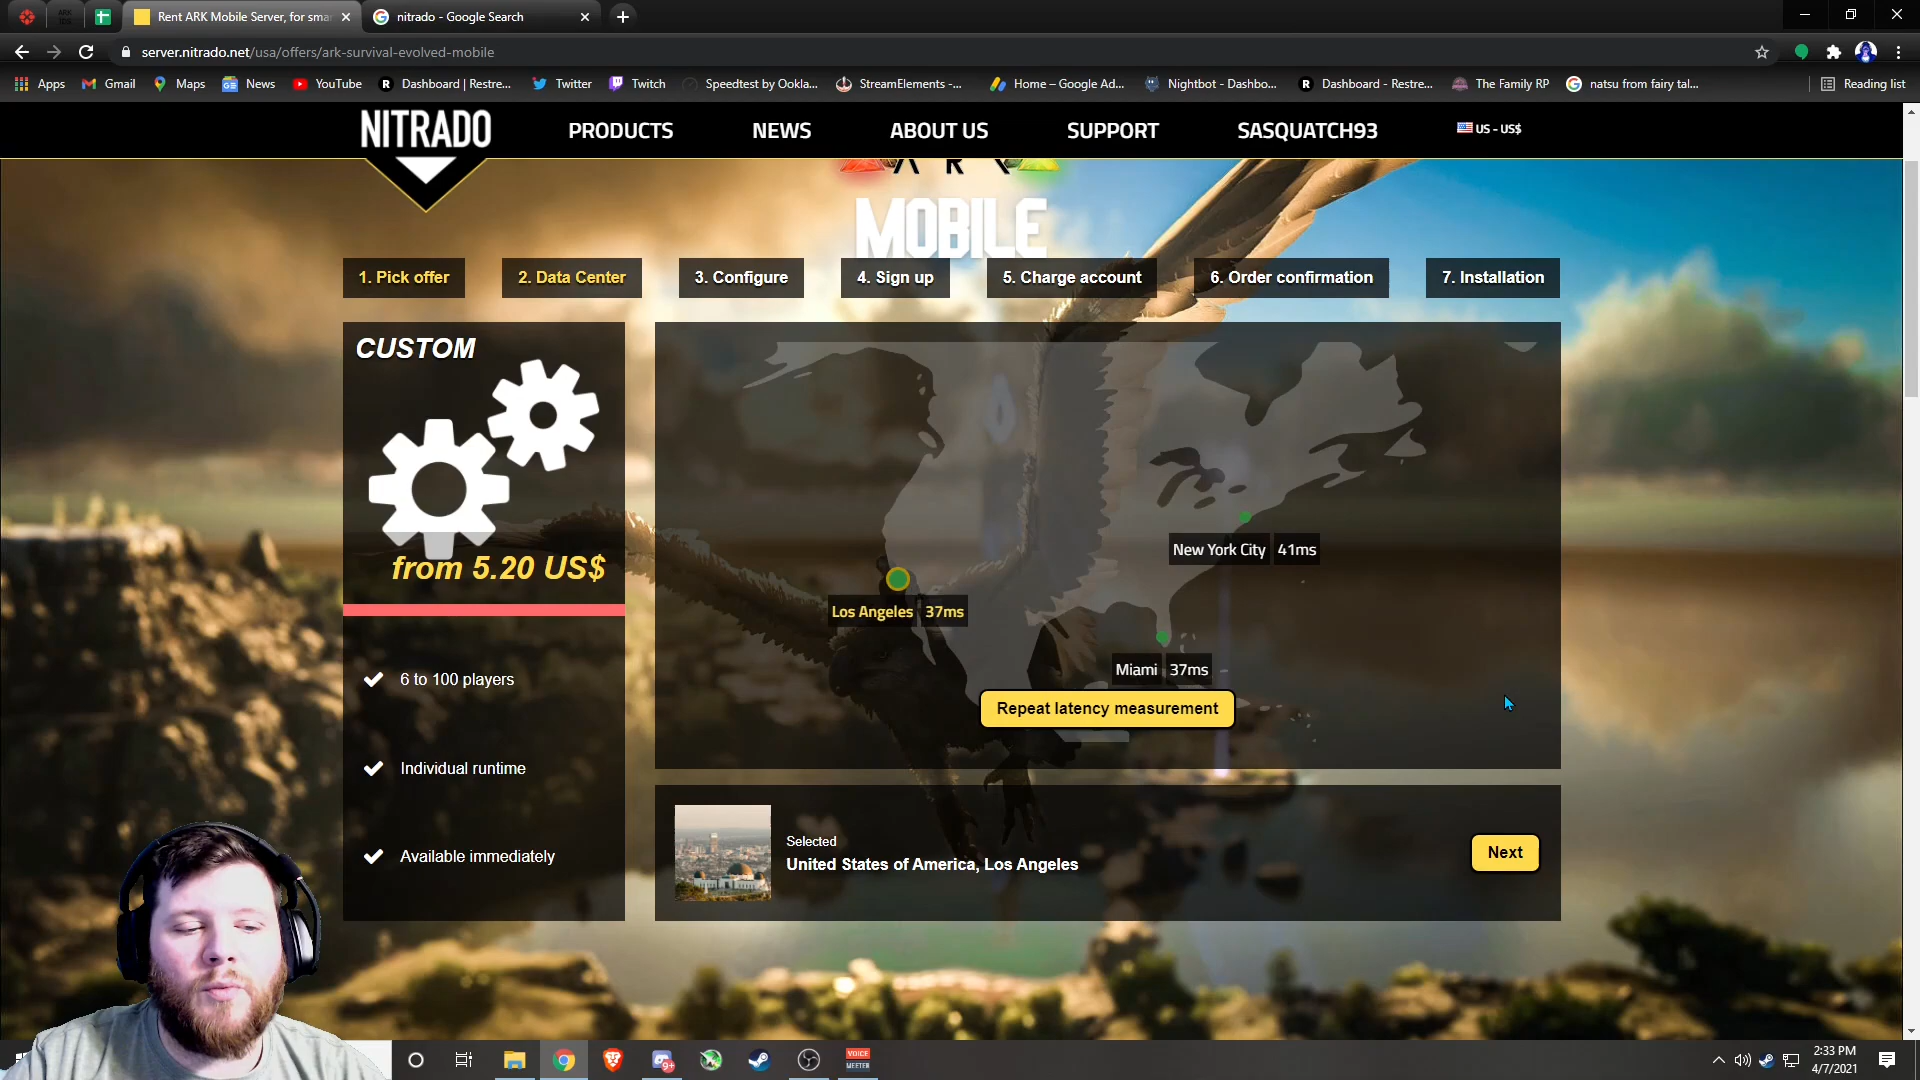 Rent ARK Mobile Server, for sma
nitrado - Google Search
server.nitrado.net/usa/offers/ark-survival-evolved-mobile
Apps
Gmail
Maps
News
YouTube
Dashboard | Restre...
Twitter
Twitch
Speedtest by Ookla...
StreamElements -...
Home – Google Ad...
Nightbot - Dashbo...
Dashboard - Restre...
The Family RP
natsu from fairy tal...
Reading list
NITRADO
PRODUCTS
NEWS
ABOUT US
SUPPORT
SASQUATCH93
US - US$
ARK
MOBILE
1. Pick offer
2. Data Center
3. Configure
4. Sign up
5. Charge account
6. Order confirmation
7. Installation
CUSTOM
from 5.20 US$
6 to 100 players
Individual runtime
Available immediately
New York City 41ms
Los Angeles 37ms
Miami 37ms
Repeat latency measurement
Selected
United States of America, Los Angeles
Next
VOICE
MEETER
2:33 PM
4/7/2021